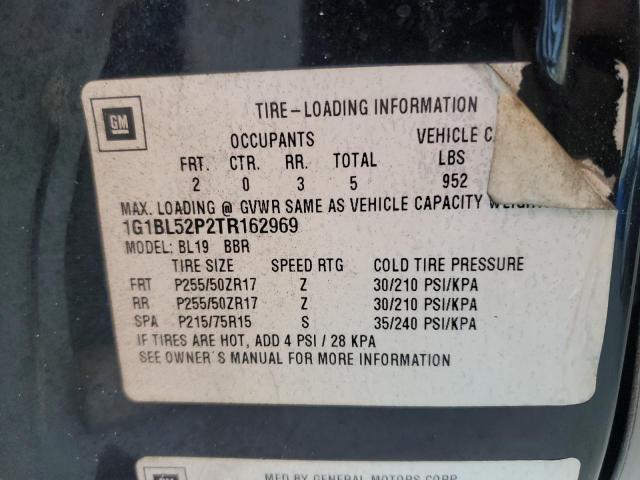 GM
TIRE-LOADING INFORMATION
OCCUPANTS VEHICLE C
FRT. CTR. RR. TOTAL LBS
2 0 3 5 952
MAX. LOADING @ GVWR SAME AS VEHICLE CAPACITY WEIGHT
1G1BL52P2TR162969
MODEL: BL19 BBR
TIRE SIZE SPEED RTG COLD TIRE PRESSURE
FRT P255/50ZR17 Z 30/210 PSI/KPA
RR P255/50ZR17 Z 30/210 PSI/KPA
SPA P215/75R15 S 35/240 PSI/KPA
IF TIRES ARE HOT, ADD 4 PSI / 28 KPA
SEE OWNER'S MANUAL FOR MORE INFORMATION
GM
MFD BY GENERAL MOTORS CORP